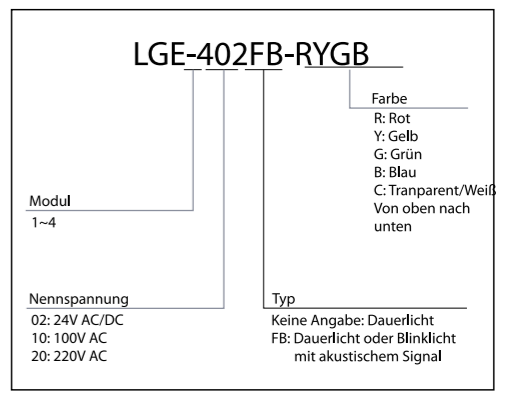 LGE-402FB-RYGB
Farbe
R: Rot
Y: Gelb
G: Grün
B: Blau
C: Tranparent/Weiß
Von oben nach
unten
Modul
1~4
Nennspannung
02: 24V AC/DC
10: 100V AC
20: 220V AC
Typ
Keine Angabe: Dauerlicht
FB: Dauerlicht oder Blinklicht
mit akustischem Signal